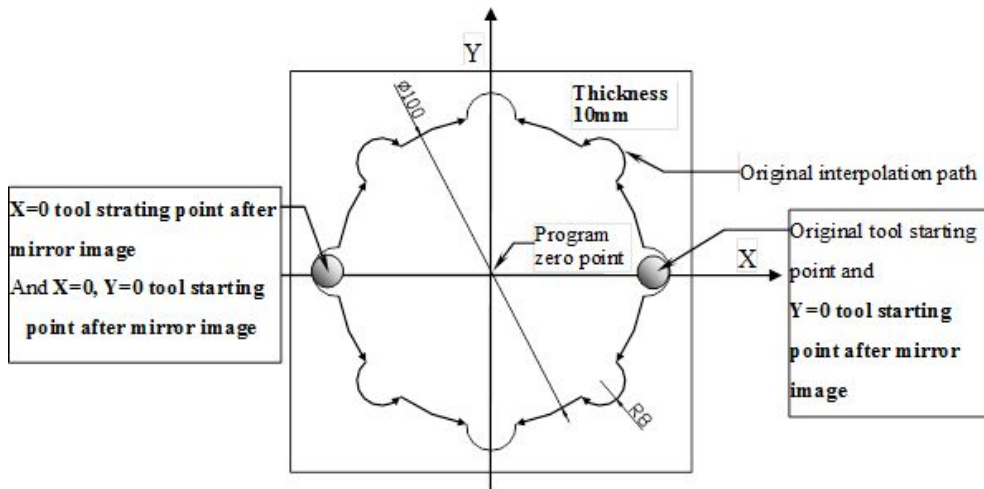 Y
Ø100
Thickness
10mm
Original interpolation path
X=0 tool strating point after
mirror image
And X=0, Y=0 tool starting
point after mirror image
Program
zero point
X
Original tool starting
point and
Y=0 tool starting
point after mirror
image
R8